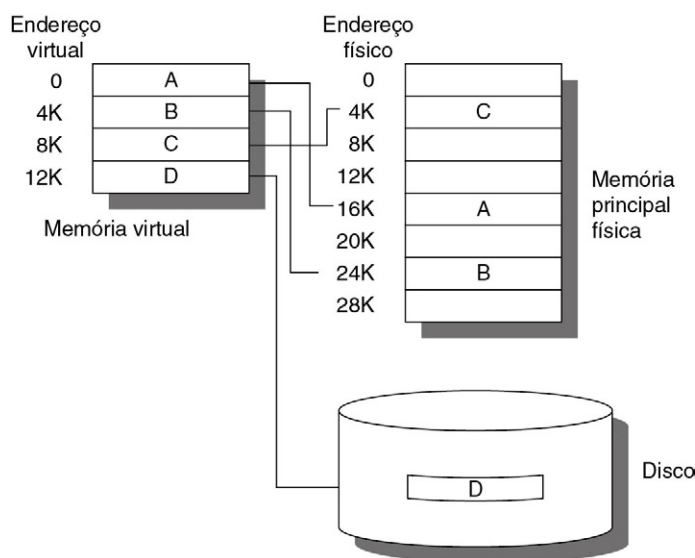 Endereço
virtual
0
A
4K
B
8K
C
12K
D
Memória virtual
Endereço
físico
0
4K
C
8K
12K
16K
A
20K
24K
B
28K
Memória
principal
física
D
Disco